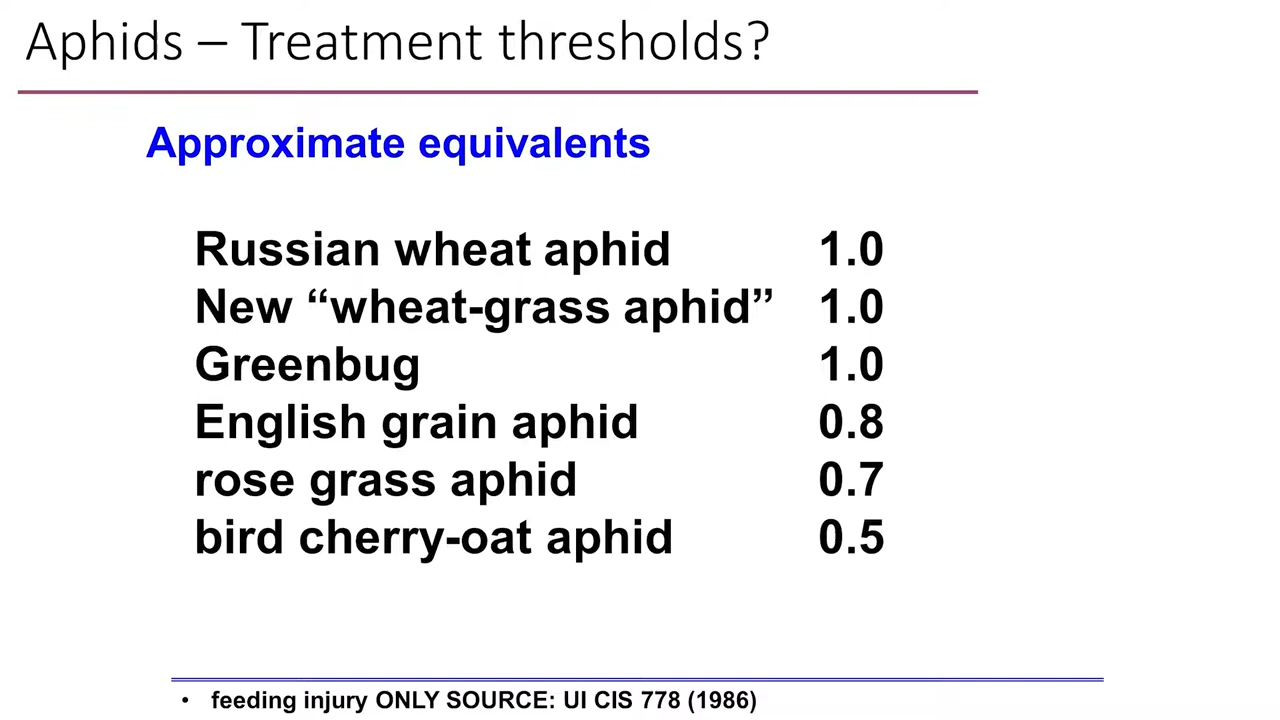 Aphids – Treatment thresholds?
Approximate equivalents
Russian wheat aphid 1.0
New “wheat-grass aphid” 1.0
Greenbug 1.0
English grain aphid 0.8
rose grass aphid 0.7
bird cherry-oat aphid 0.5
• feeding injury ONLY SOURCE: UI CIS 778 (1986)